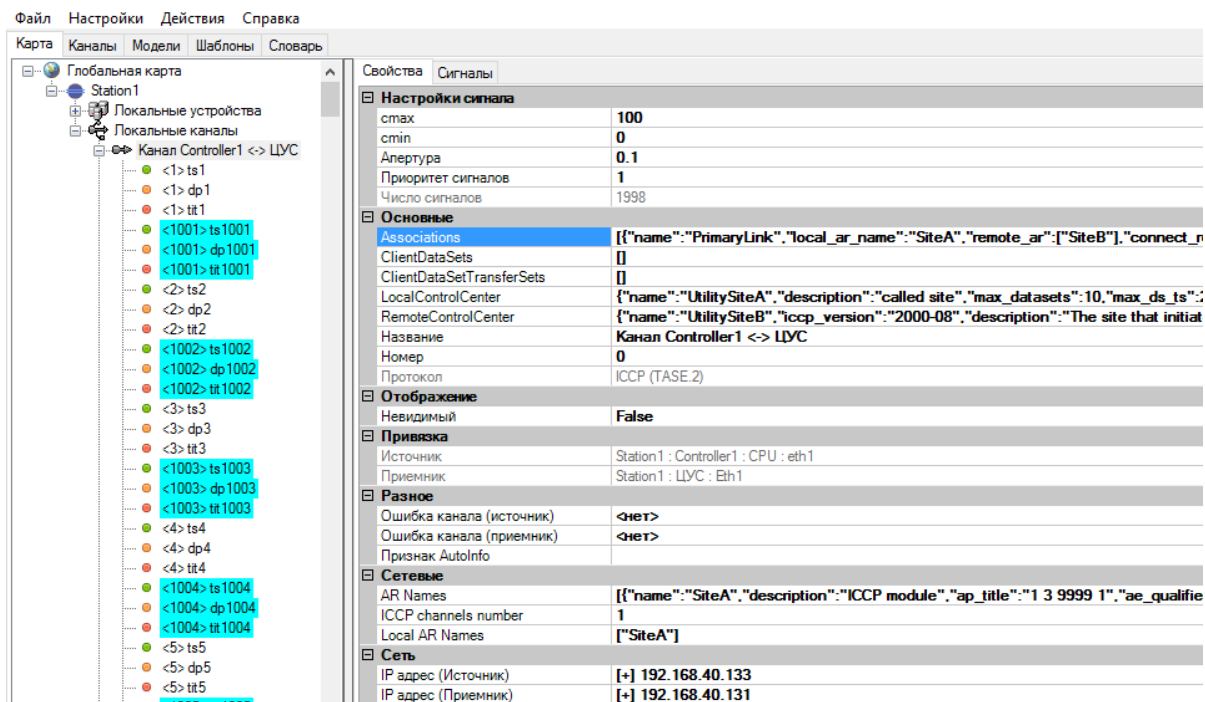 Файл Настройки Действия Справка
Карта Каналы Модели Шаблоны Словарь
Глобальная карта
Station1
Локальные устройства
Локальные каналы
Канал Controller1 <-> ЦУС
<1> ts1
<1> dp1
<1> tit1
<1001> ts1001
<1001> dp1001
<1001> tit1001
<2> ts2
<2> dp2
<2> tit2
<1002> ts1002
<1002> dp1002
<1002> tit1002
<3> ts3
<3> dp3
<3> tit3
<1003> ts1003
<1003> dp1003
<1003> tit1003
<4> ts4
<4> dp4
<4> tit4
<1004> ts1004
<1004> dp1004
<1004> tit1004
<5> ts5
<5> dp5
<5> tit5
Свойства Сигналы
Настройки сигнала
cmax 100
cmin 0
Апертура 0.1
Приоритет сигналов 1
Число сигналов 1998
Основные
Associations [{"name":"PrimaryLink","local_ar_name":"SiteA","remote_ar":["SiteB"],"connect_r
ClientDataSets []
ClientDataSetTransferSets []
LocalControlCenter {"name":"UtilitySiteA","description":"called site","max_datasets":10,"max_ds_ts":2
RemoteControlCenter {"name":"UtilitySiteB","iccp_version":"2000-08","description":"The site that initiat
Название Канал Controller1 <-> ЦУС
Номер 0
Протокол ICCP (TASE.2)
Отображение
Невидимый False
Привязка
Источник Station1 : Controller1 : CPU : eth1
Приемник Station1 : ЦУС : Eth1
Разное
Ошибка канала (источник) <нет>
Ошибка канала (приемник) <нет>
Признак AutoInfo
Сетевые
AR Names [{"name":"SiteA","description":"ICCP module","ap_title":"1 3 9999 1","ae_qualifie
ICCP channels number 1
Local AR Names ["SiteA"]
Сеть
IP адрес (Источник) [+] 192.168.40.133
IP адрес (Приемник) [+] 192.168.40.131